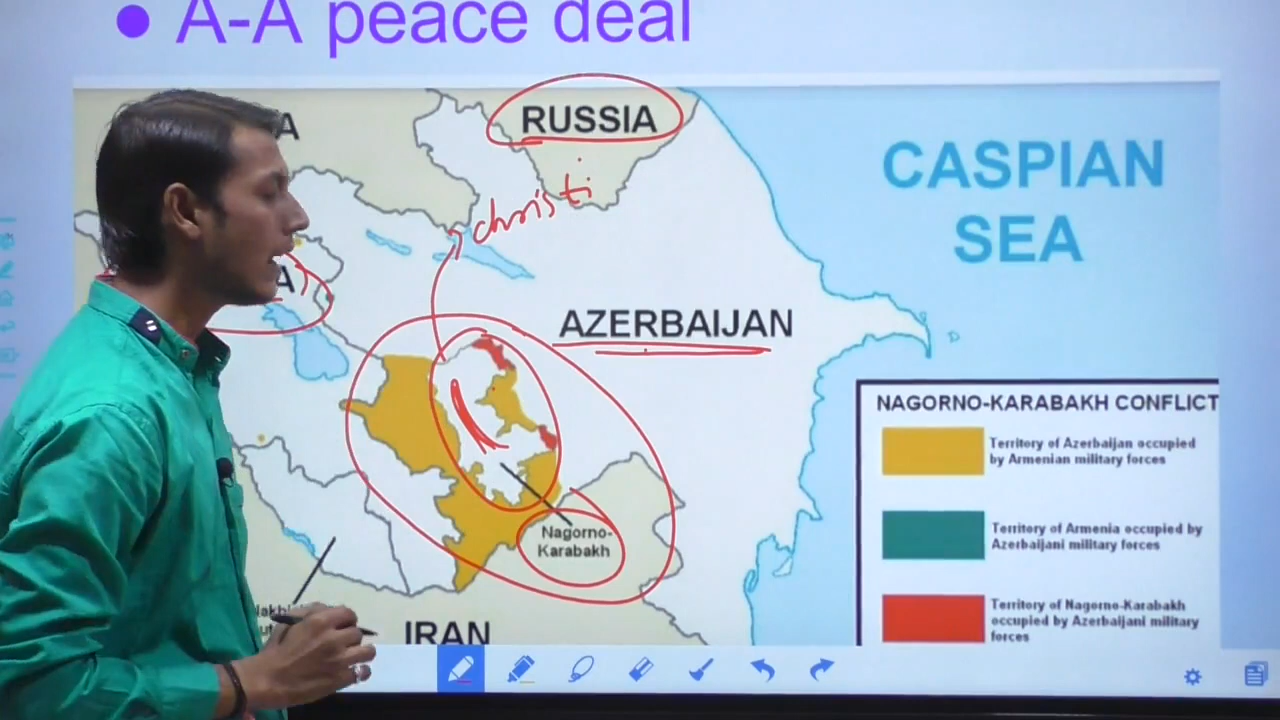 ● A-A peace deal
RUSSIA
CASPIAN
SEA
christi
A
A
AZERBAIJAN
NAGORNO-KARABAKH CONFLICT
Territory of Azerbaijan occupied
by Armenian military forces
Nagorno-
Karabakh
Territory of Armenia occupied by
Azerbaijani military forces
Territory of Nagorno-Karabakh
occupied by Azerbaijani military
forces
IRAN